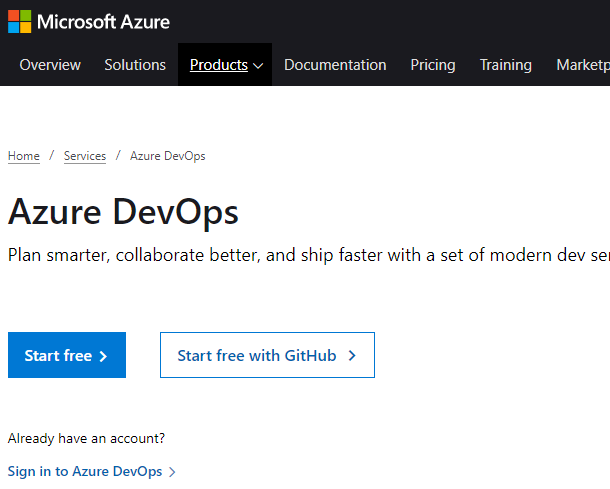 Microsoft Azure
Overview Solutions Products Documentation Pricing Training Marketp
Home / Services / Azure DevOps
Azure DevOps
Plan smarter, collaborate better, and ship faster with a set of modern dev ser
Start free Start free with GitHub
Already have an account?
Sign in to Azure DevOps